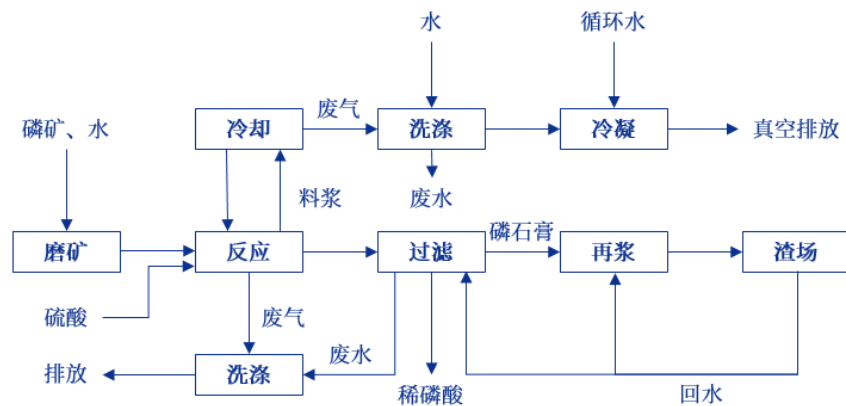 水
循环水
磷矿、水
冷却
废气
洗涤
冷凝
真空排放
料浆
废水
磨矿
反应
过滤
磷石膏
再浆
渣场
硫酸
废气
废水
排放
洗涤
稀磷酸
回水